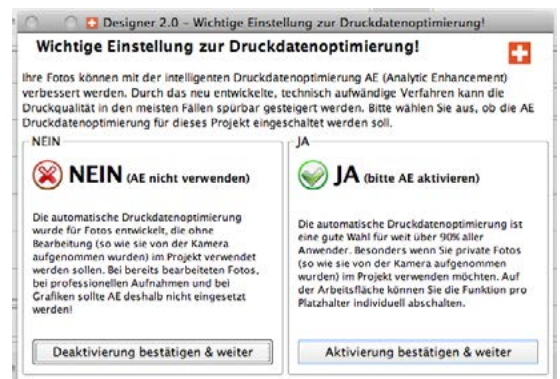 Designer 2.0 – Wichtige Einstellung zur Druckdatenoptimierung!
Wichtige Einstellung zur Druckdatenoptimierung!
Ihre Fotos können mit der intelligenten Druckdatenoptimierung AE (Analytic Enhancement)
verbessert werden. Durch das neu entwickelte, technisch aufwändige Verfahren kann die
Druckqualität in den meisten Fällen spürbar gesteigert werden. Bitte wählen Sie aus, ob die AE
Druckdatenoptimierung für dieses Projekt eingeschaltet werden soll.
NEIN
NEIN (AE nicht verwenden)
Die automatische Druckdatenoptimierung
wurde für Fotos entwickelt, die ohne
Bearbeitung (so wie sie von der Kamera
aufgenommen wurden) im Projekt verwendet
werden sollen. Bei bereits bearbeiteten Fotos,
bei professionellen Aufnahmen und bei
Grafiken sollte AE deshalb nicht eingesetzt
werden!
Deaktivierung bestätigen & weiter
JA
JA (bitte AE aktivieren)
Die automatische Druckdatenoptimierung ist
eine gute Wahl für weit über 90% aller
Anwender. Besonders wenn Sie private Fotos
(so wie sie von der Kamera aufgenommen
wurden) im Projekt verwenden möchten. Auf
der Arbeitsfläche können Sie die Funktion pro
Platzhalter individuell abschalten.
Aktivierung bestätigen & weiter